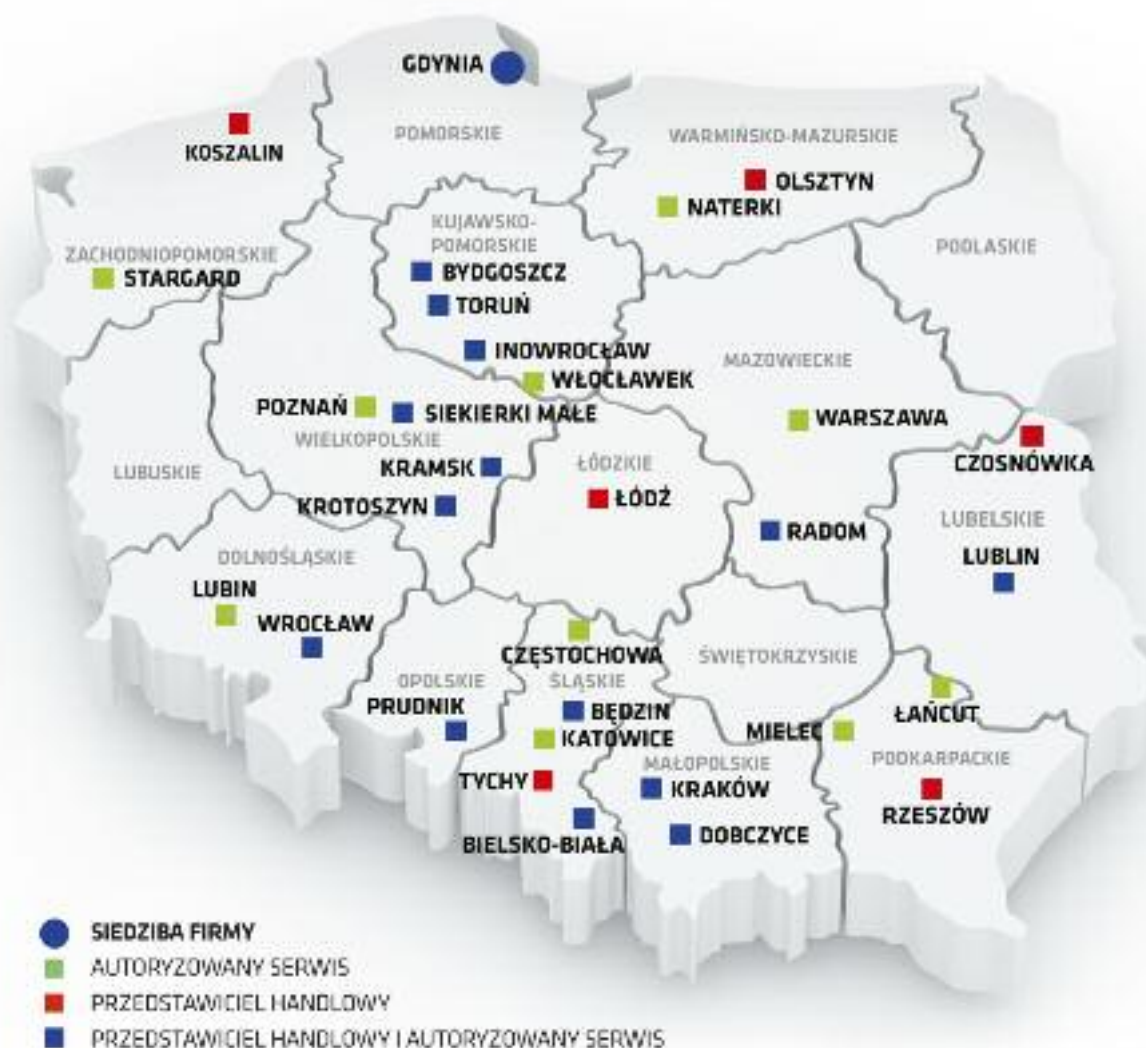 GDYNIA
POMORSKIE
KOSZALIN
WARMIŃSKO-MAZURSKIE
OLSZTYN
NATERKI
KUJAWSKO-
POMORSKIE
PODLASKIE
ZACHODNIOPOMORSKIE
STARGARD
BYDGOSZCZ
TORUŃ
INOWROCŁAW
MAZOWIECKIE
WŁOCŁAWEK
POZNAŃ
SIEKIERKI MAŁE
WARSZAWA
WIELKOPOLSKIE
CZOSNÓWKA
LUBUSKIE
KRAMSK
ŁÓDZKIE
ŁÓDŹ
KROTOSZYN
RADOM
LUBELSKIE
LUBLIN
DOLNOŚLĄSKIE
LUBIN
WROCŁAW
CZĘSTOCHOWA
ŚWIĘTOKRZYSKIE
OPOLSKIE
ŚLĄSKIE
PRUDNIK
BĘDZIN
ŁAŃCUT
KATOWICE
MIELEC
MAŁOPOLSKIE
PODKARPACKIE
TYCHY
KRAKÓW
RZESZÓW
BIELSKO-BIAŁA
DOBCZYCE
SIEDZIBA FIRMY
AUTORYZOWANY SERWIS
PRZEDSTAWICIEL HANDLOWY
PRZEDSTAWICIEL HANDLOWY I AUTORYZOWANY SERWIS